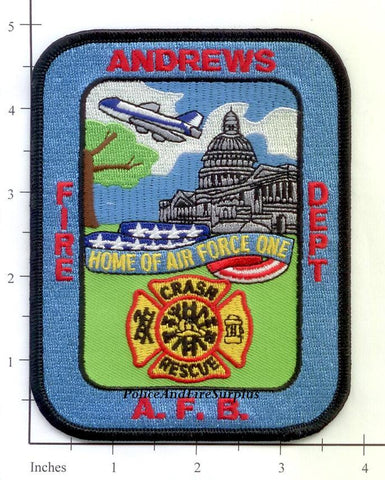 5
4
3
2
1
ANDREWS
FIRE
DEPT
HOME OF AIR FORCE ONE
CRASH
RESCUE
PoliceAndFireSurplus
A.F.B.
Inches 1 2 3 4